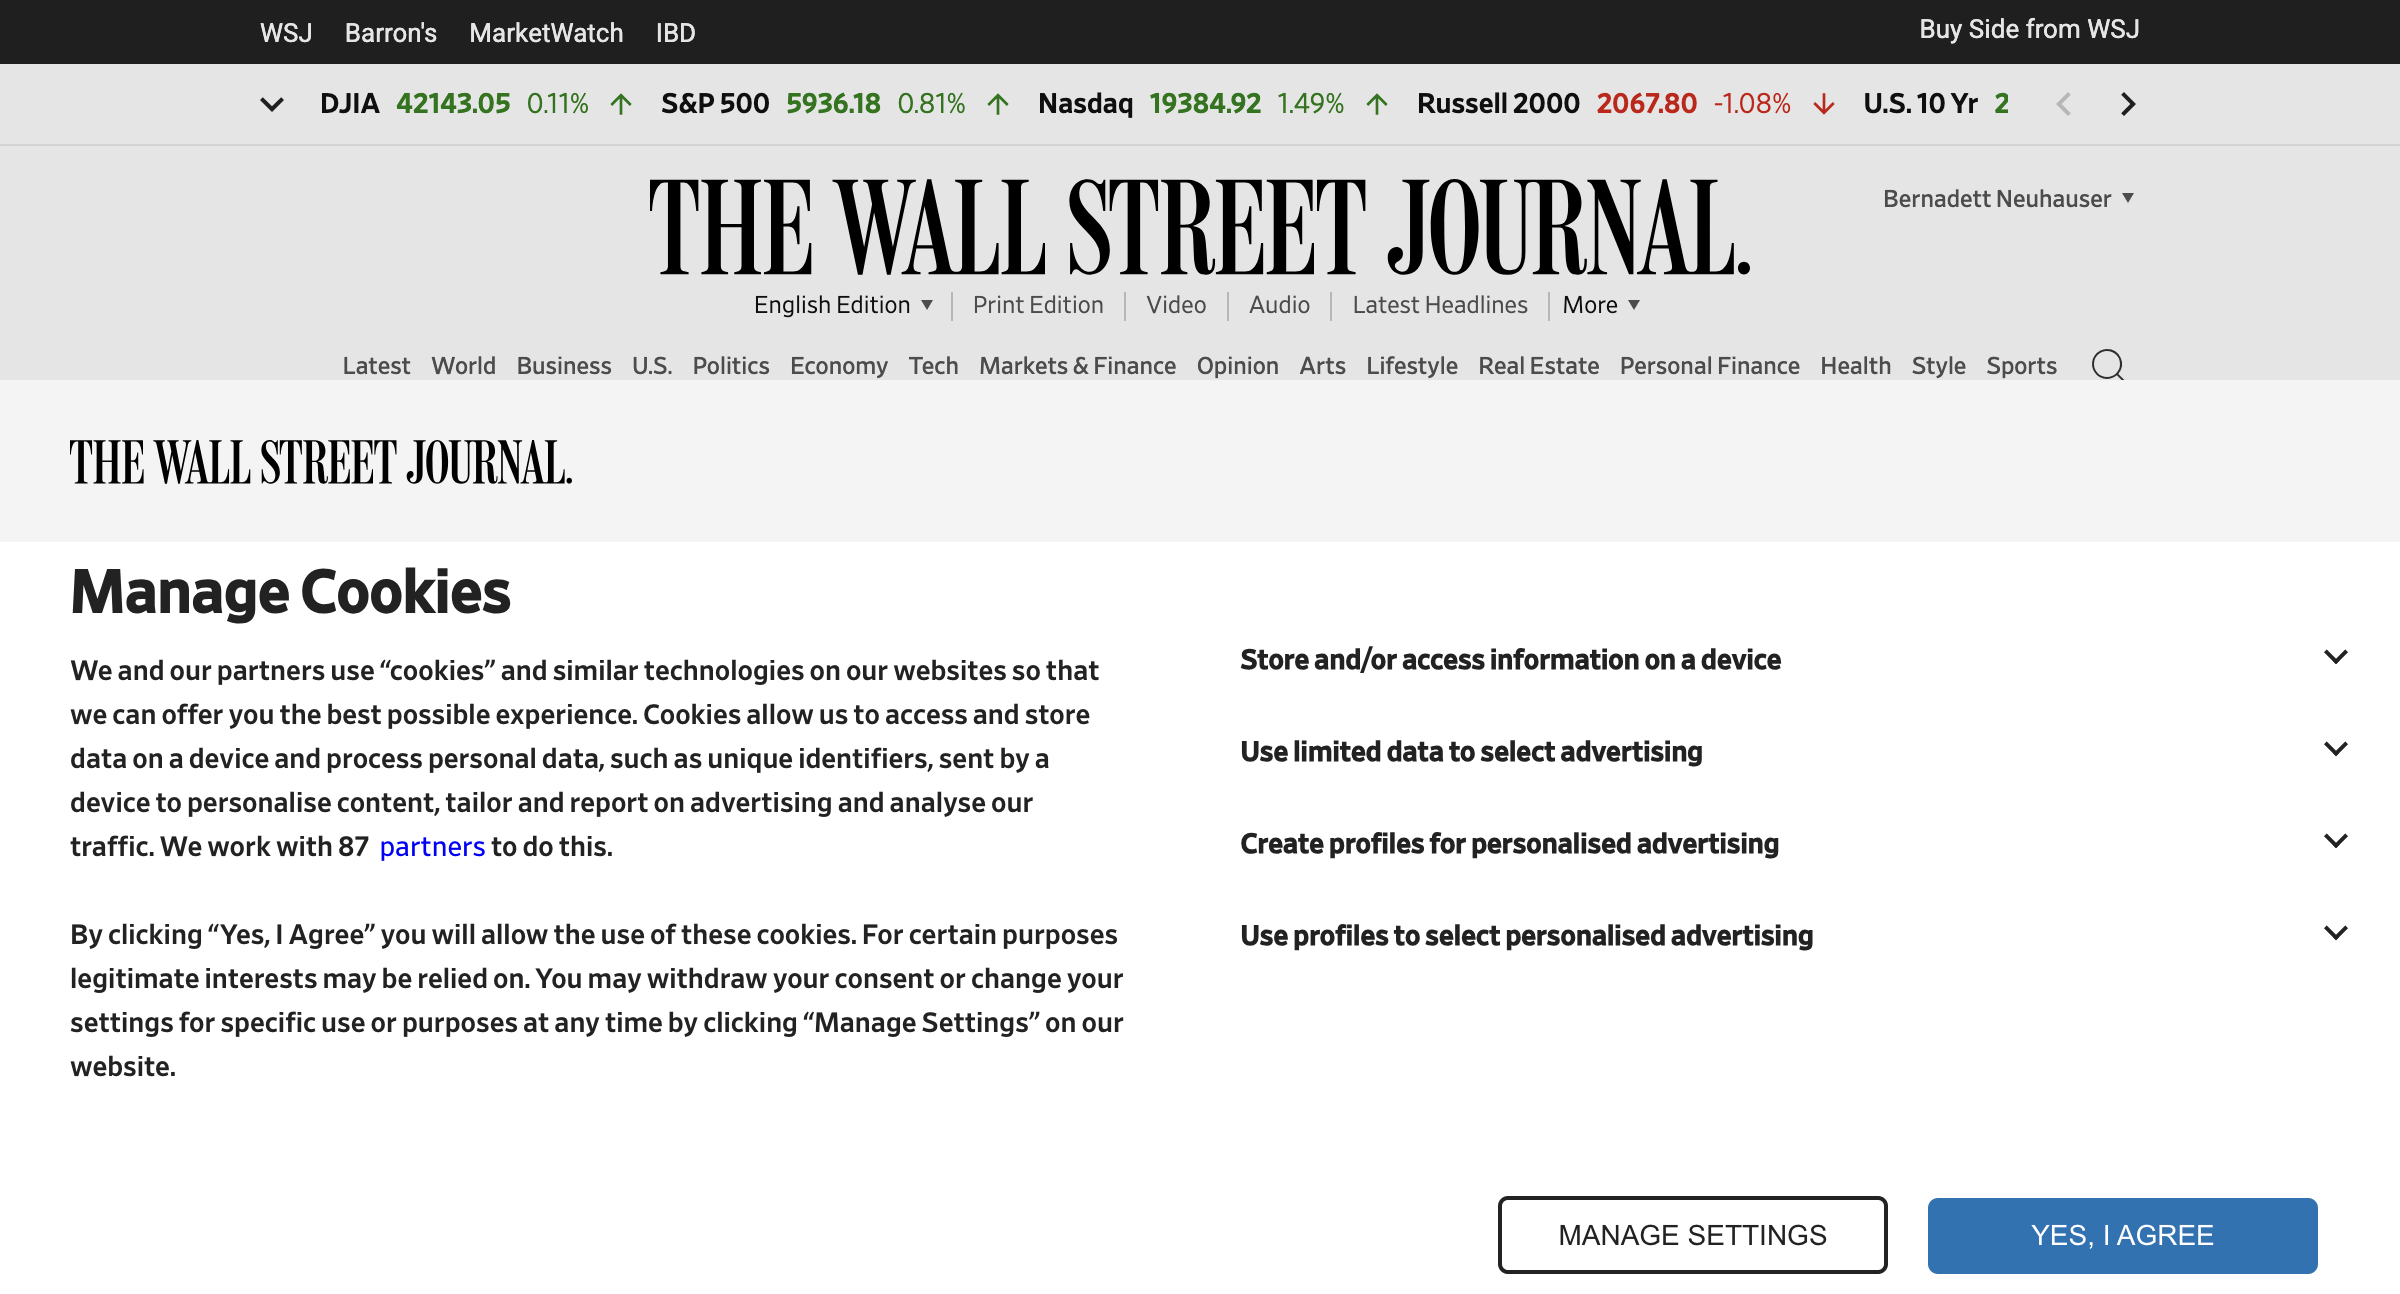 WSJ Barron's MarketWatch IBD Buy Side from WSJ
DJIA 42143.05 0.11% S&P 500 5936.18 0.81% Nasdaq 19384.92 1.49% Russell 2000 2067.80 -1.08% U.S. 10 Yr 2
THE WALL STREET JOURNAL.
Bernadett Neuhauser
English Edition Print Edition Video Audio Latest Headlines More
Latest World Business U.S. Politics Economy Tech Markets & Finance Opinion Arts Lifestyle Real Estate Personal Finance Health Style Sports
THE WALL STREET JOURNAL.
Manage Cookies
We and our partners use “cookies” and similar technologies on our websites so that
we can offer you the best possible experience. Cookies allow us to access and store
data on a device and process personal data, such as unique identifiers, sent by a
device to personalise content, tailor and report on advertising and analyse our
traffic. We work with 87 partners to do this.
By clicking “Yes, I Agree” you will allow the use of these cookies. For certain purposes
legitimate interests may be relied on. You may withdraw your consent or change your
settings for specific use or purposes at any time by clicking “Manage Settings” on our
website.
Store and/or access information on a device
Use limited data to select advertising
Create profiles for personalised advertising
Use profiles to select personalised advertising
MANAGE SETTINGS
YES, I AGREE